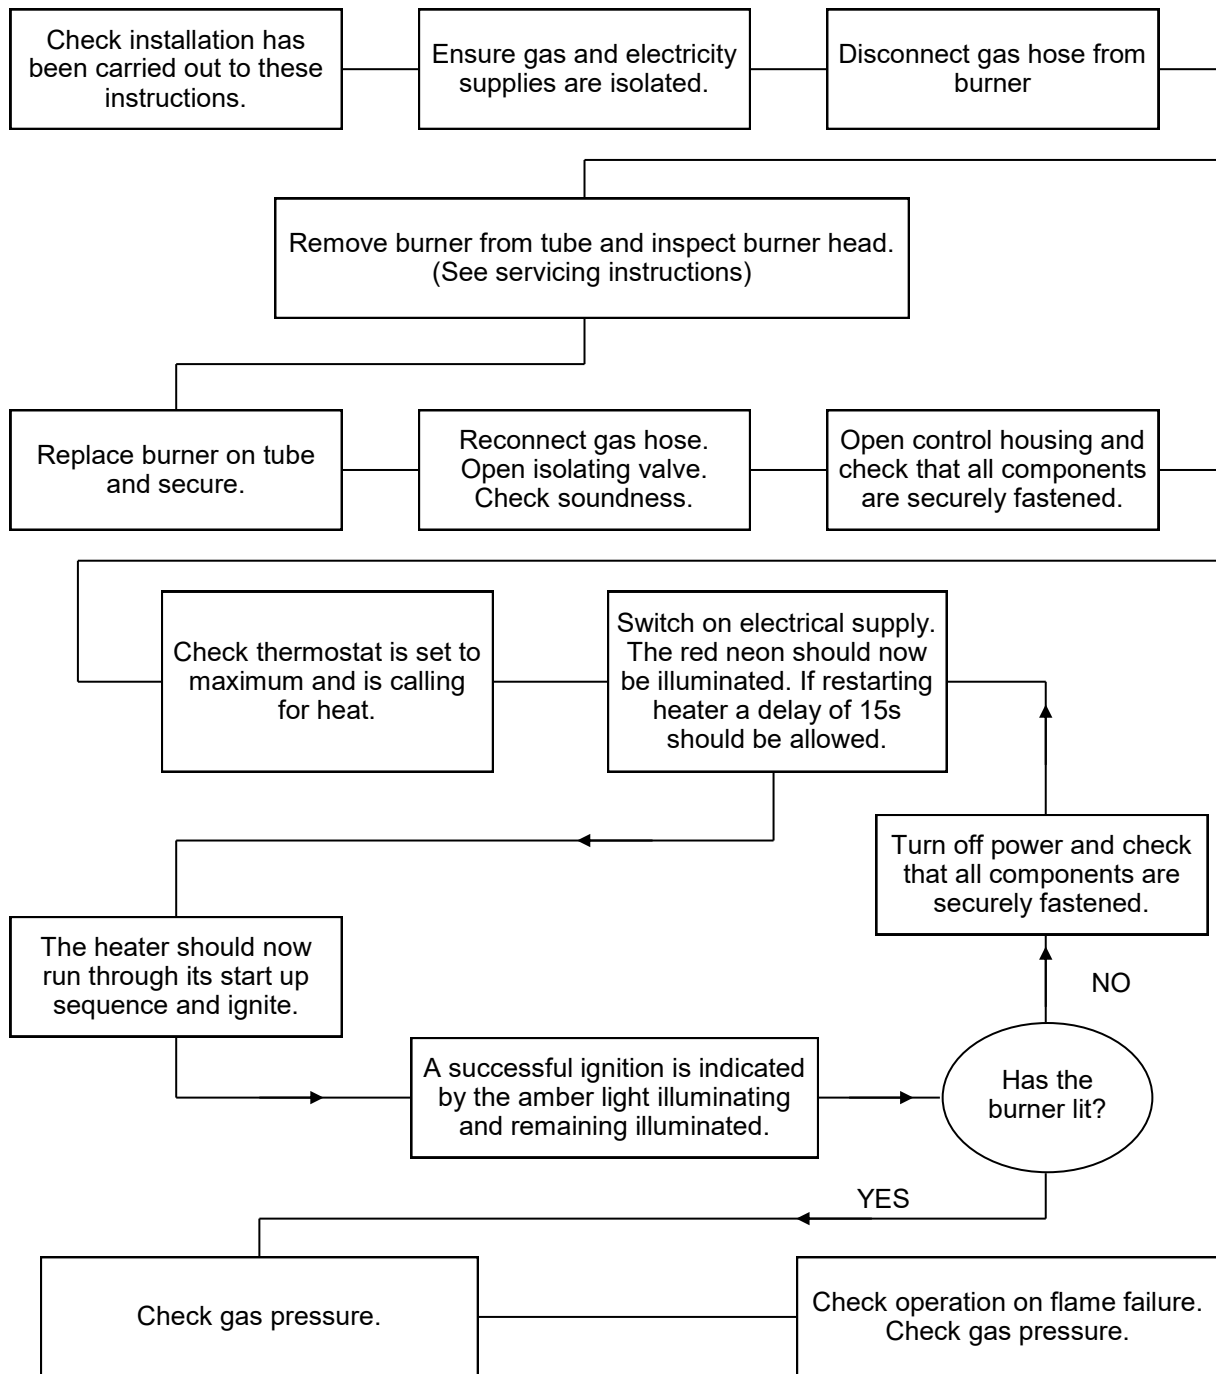 Check installation has
been carried out to these
instructions.
Ensure gas and electricity
supplies are isolated.
Disconnect gas hose from
burner
Remove burner from tube and inspect burner head.
(See servicing instructions)
Replace burner on tube
and secure.
Reconnect gas hose.
Open isolating valve.
Check soundness.
Open control housing and
check that all components
are securely fastened.
Check thermostat is set to
maximum and is calling
for heat.
Switch on electrical supply.
The red neon should now
be illuminated. If restarting
heater a delay of 15s
should be allowed.
Turn off power and check
that all components are
securely fastened.
The heater should now
run through its start up
sequence and ignite.
NO
A successful ignition is indicated
by the amber light illuminating
and remaining illuminated.
Has the
burner lit?
YES
Check gas pressure.
Check operation on flame failure.
Check gas pressure.